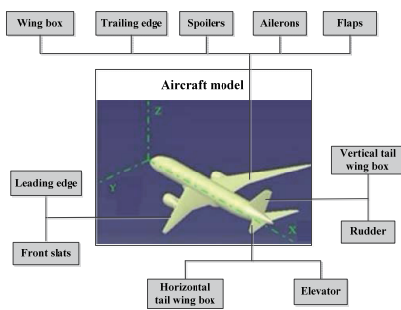 Wing box
Trailing edge
Spoilers
Ailerons
Flaps
Aircraft model
Z
Y
X
Leading edge
Front slats
Vertical tail
wing box
Rudder
Horizontal
tail wing box
Elevator